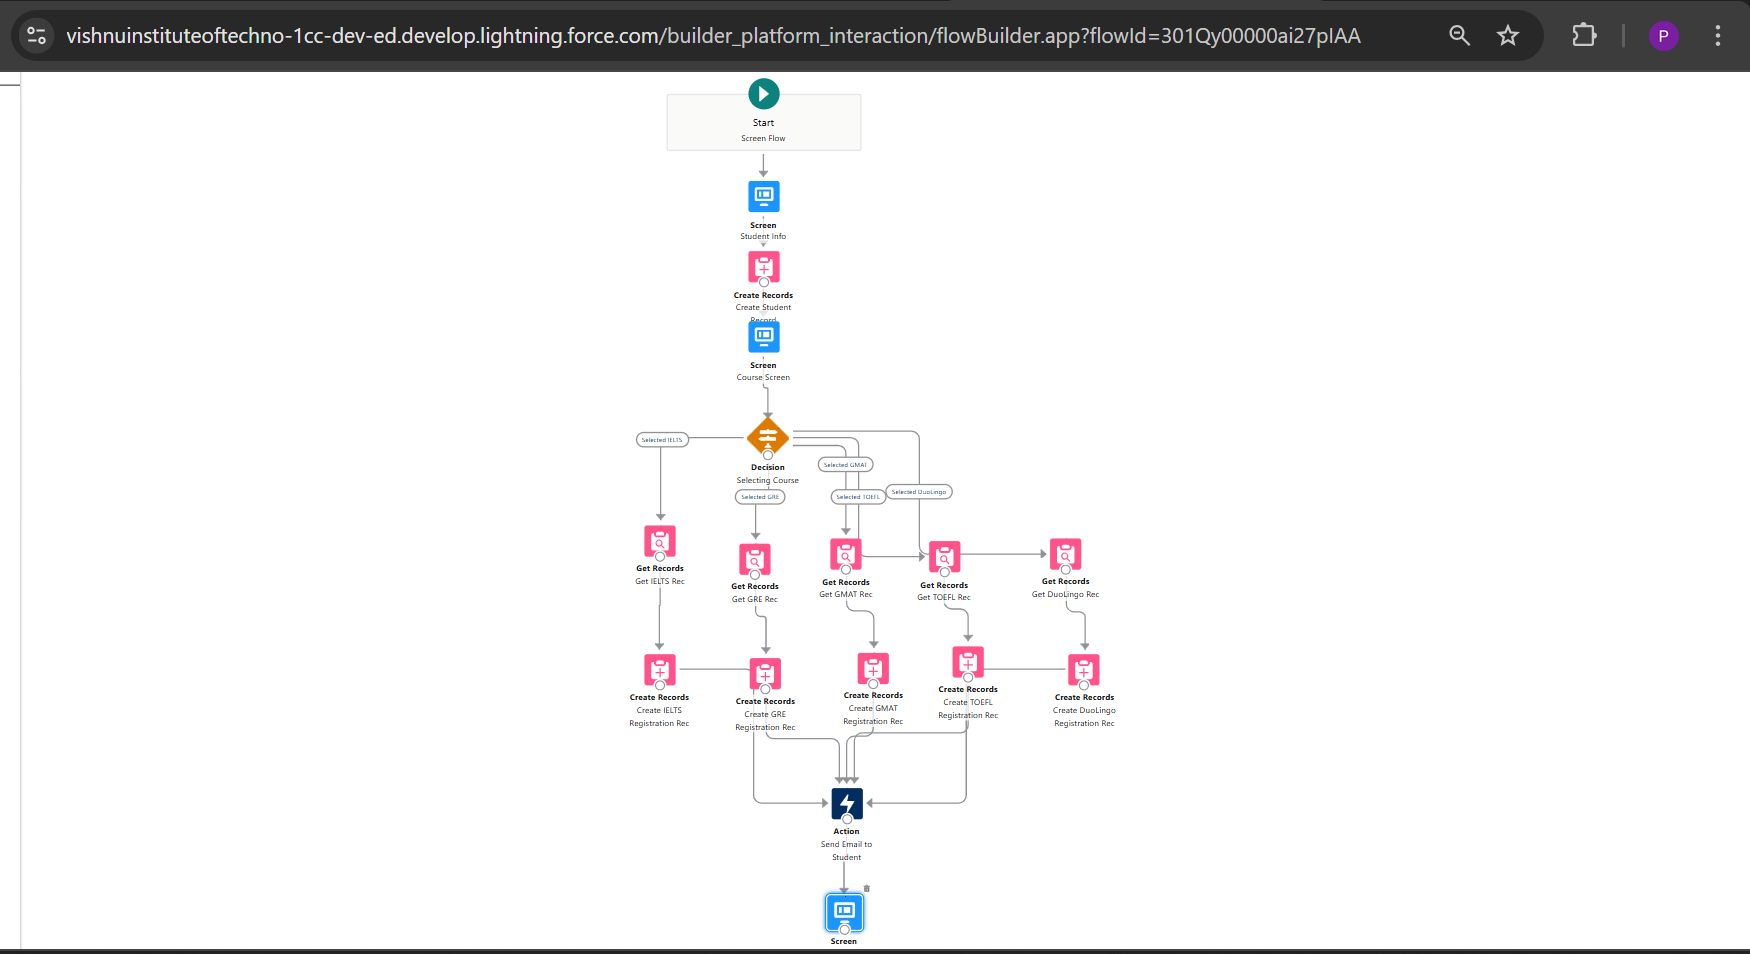 vishnuinstituteoftechno-1cc-dev-ed.develop.lightning.force.com/builder_platform_interaction/flowBuilder.app?flowId=301Qy00000ai27pIAA
P
Start
Screen Flow
Screen
Student Info
Create Records
Create Student
Record
Screen
Course Screen
Selected IELTS
Decision
Selecting Course
Selected GMAT
Selected GRE
Selected TOEFL
Selected DuoLingo
Get Records
Get IELTS Rec
Get Records
Get GRE Rec
Get Records
Get GMAT Rec
Get Records
Get TOEFL Rec
Get Records
Get DuoLingo Rec
Create Records
Create IELTS
Registration Rec
Create Records
Create GRE
Registration Rec
Create Records
Create GMAT
Registration Rec
Create Records
Create TOEFL
Registration Rec
Create Records
Create DuoLingo
Registration Rec
Action
Send Email to
Student
Screen